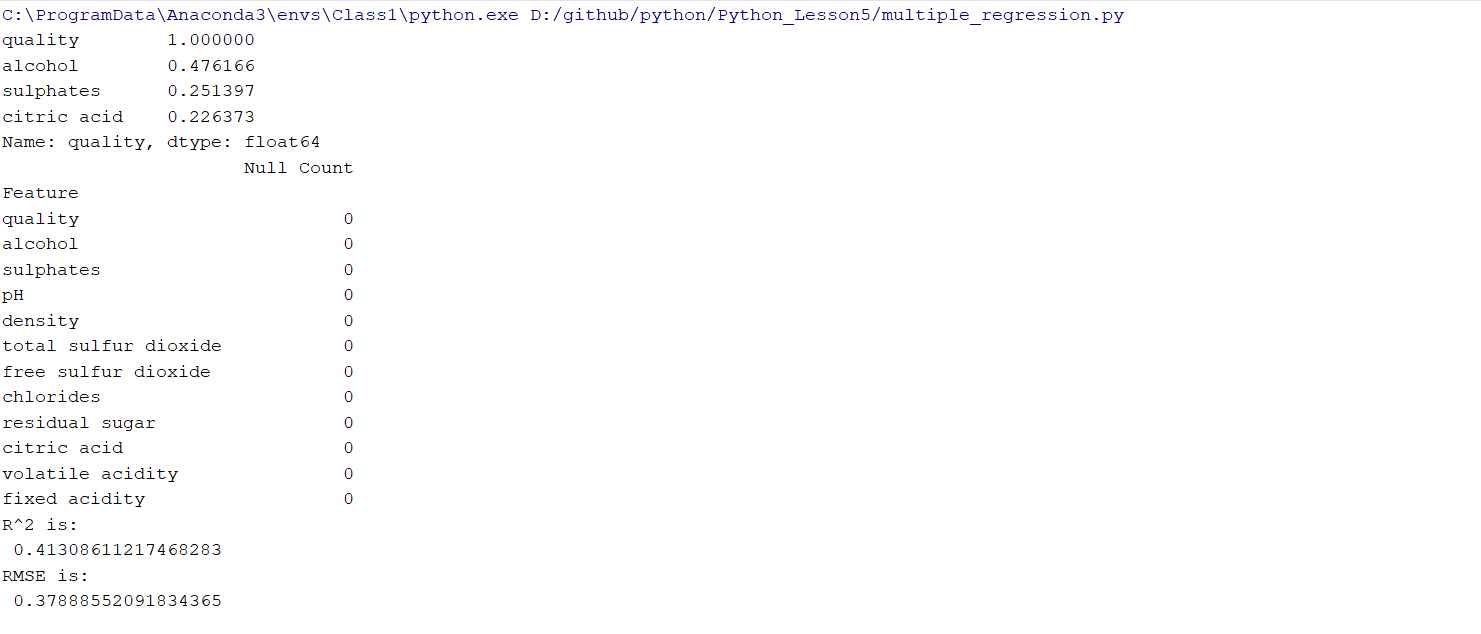 C:\ProgramData\Anaconda3\envs\Class1\python.exe D:/github/python/Python_Lesson5/multiple_regression.py
quality        1.000000
alcohol        0.476166
sulphates      0.251397
citric acid    0.226373
Name: quality, dtype: float64
                      Null Count
Feature
quality                        0
alcohol                        0
sulphates                      0
pH                             0
density                        0
total sulfur dioxide           0
free sulfur dioxide            0
chlorides                      0
residual sugar                 0
citric acid                    0
volatile acidity               0
fixed acidity                  0
R^2 is:
 0.41308611217468283
RMSE is:
 0.37888552091834365